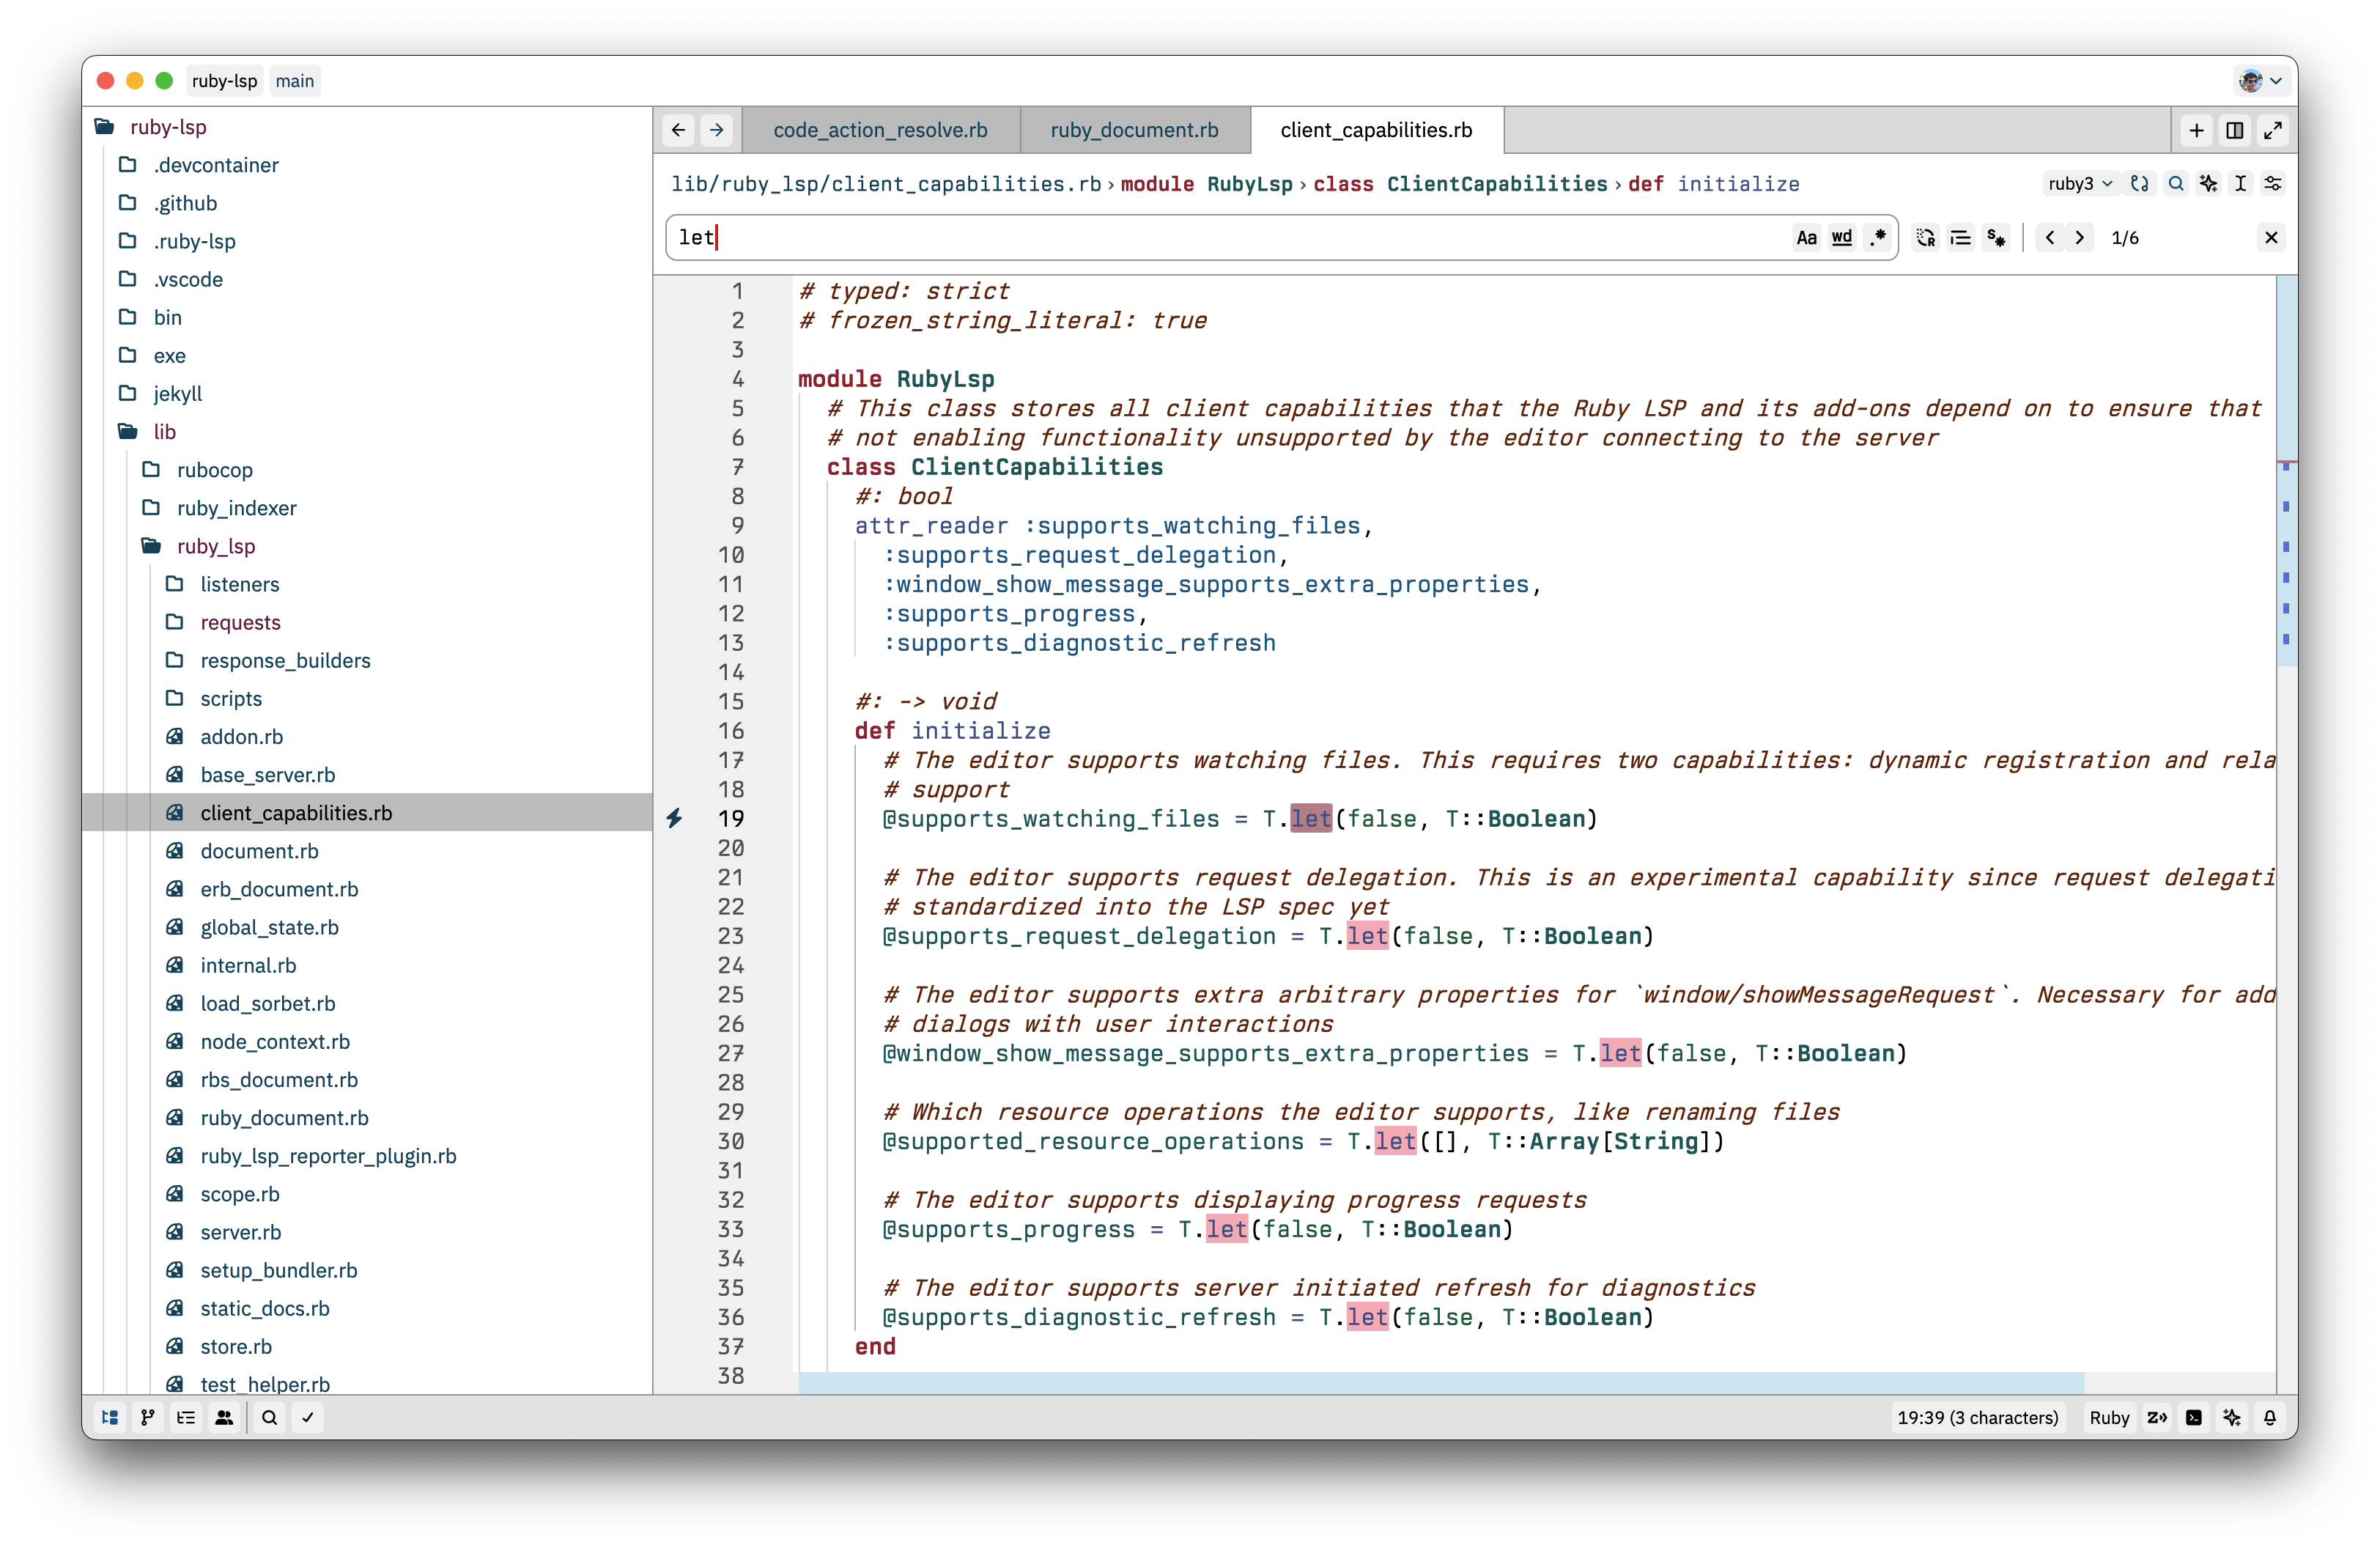 ruby-lsp main
ruby-lsp
.devcontainer
.github
.ruby-lsp
.vscode
bin
exe
jekyll
lib
rubocop
ruby_indexer
ruby_lsp
listeners
requests
response_builders
scripts
addon.rb
base_server.rb
client_capabilities.rb
document.rb
erb_document.rb
global_state.rb
internal.rb
load_sorbet.rb
node_context.rb
rbs_document.rb
ruby_document.rb
ruby_lsp_reporter_plugin.rb
scope.rb
server.rb
setup_bundler.rb
static_docs.rb
store.rb
test_helper.rb
code_action_resolve.rb ruby_document.rb client_capabilities.rb
lib/ruby_lsp/client_capabilities.rb › module RubyLsp › class ClientCapabilities › def initialize ruby3
let Aa wd .* 1/6
1 # typed: strict
2 # frozen_string_literal: true
3
4 module RubyLsp
5 # This class stores all client capabilities that the Ruby LSP and its add-ons depend on to ensure that
6 # not enabling functionality unsupported by the editor connecting to the server
7 class ClientCapabilities
8 #: bool
9 attr_reader :supports_watching_files,
10 :supports_request_delegation,
11 :window_show_message_supports_extra_properties,
12 :supports_progress,
13 :supports_diagnostic_refresh
14
15 #: -> void
16 def initialize
17 # The editor supports watching files. This requires two capabilities: dynamic registration and rela
18 # support
19 @supports_watching_files = T.let(false, T::Boolean)
20
21 # The editor supports request delegation. This is an experimental capability since request delegati
22 # standardized into the LSP spec yet
23 @supports_request_delegation = T.let(false, T::Boolean)
24
25 # The editor supports extra arbitrary properties for `window/showMessageRequest`. Necessary for add
26 # dialogs with user interactions
27 @window_show_message_supports_extra_properties = T.let(false, T::Boolean)
28
29 # Which resource operations the editor supports, like renaming files
30 @supported_resource_operations = T.let([], T::Array[String])
31
32 # The editor supports displaying progress requests
33 @supports_progress = T.let(false, T::Boolean)
34
35 # The editor supports server initiated refresh for diagnostics
36 @supports_diagnostic_refresh = T.let(false, T::Boolean)
37 end
38
19:39 (3 characters) Ruby